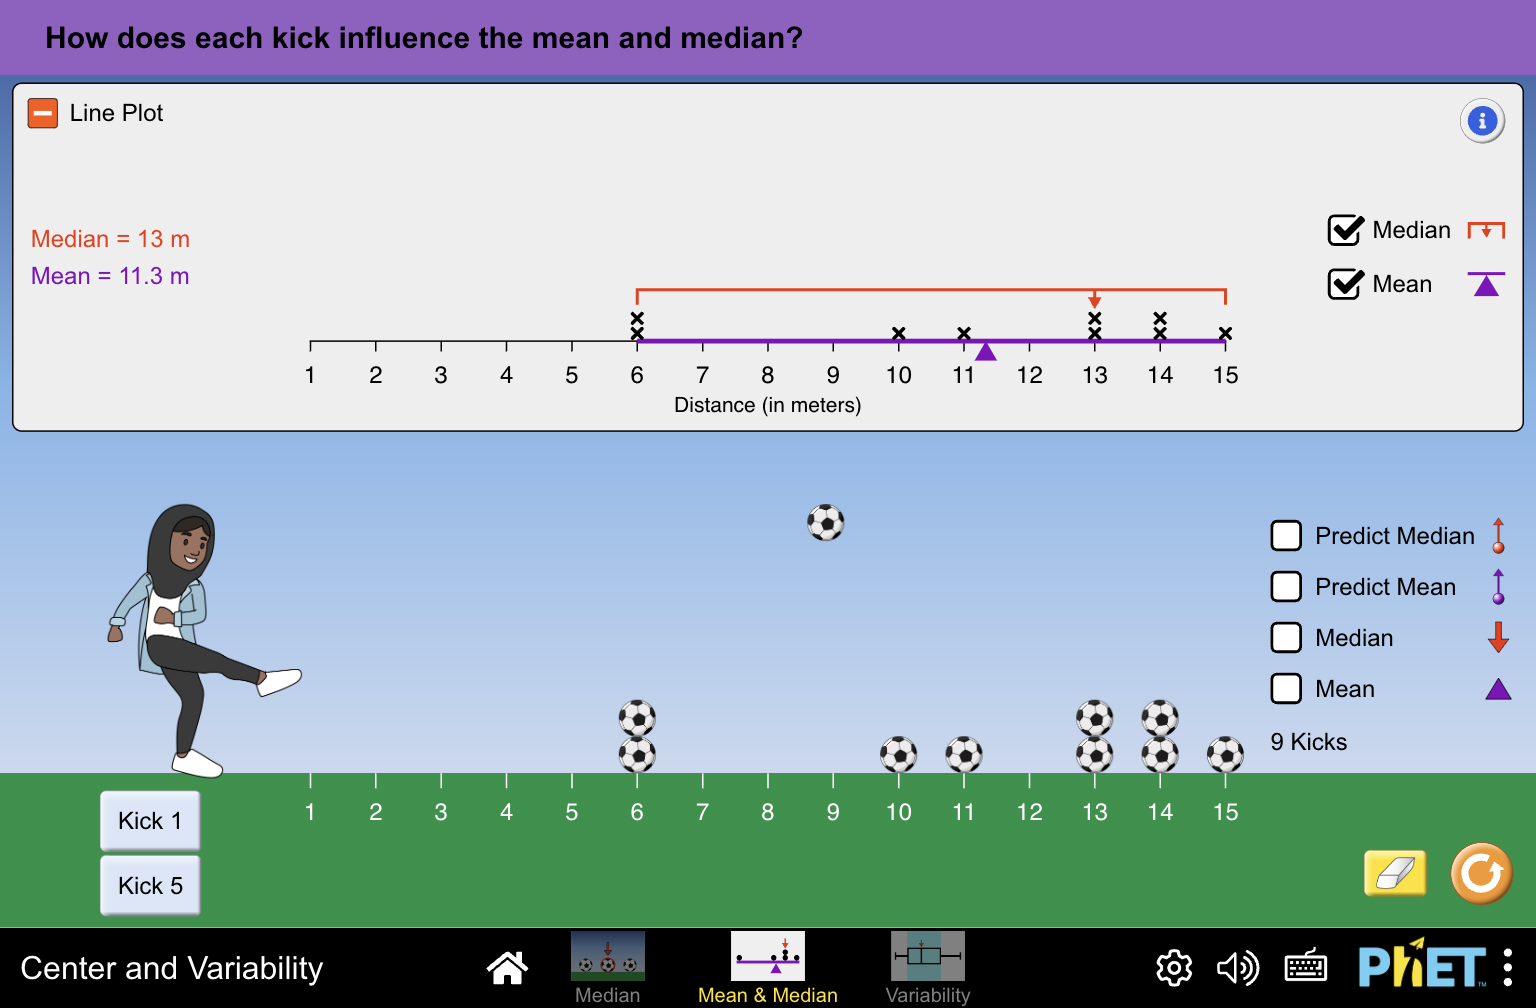 How does each kick influence the mean and median?
Line Plot
Median = 13 m
Mean = 11.3 m
Median
Mean
1 2 3 4 5 6 7 8 9 10 11 12 13 14 15
Distance (in meters)
Predict Median
Predict Mean
Median
Mean
9 Kicks
1 2 3 4 5 6 7 8 9 10 11 12 13 14 15
Kick 1
Kick 5
Center and Variability
Median
Mean & Median
Variability
PhET™